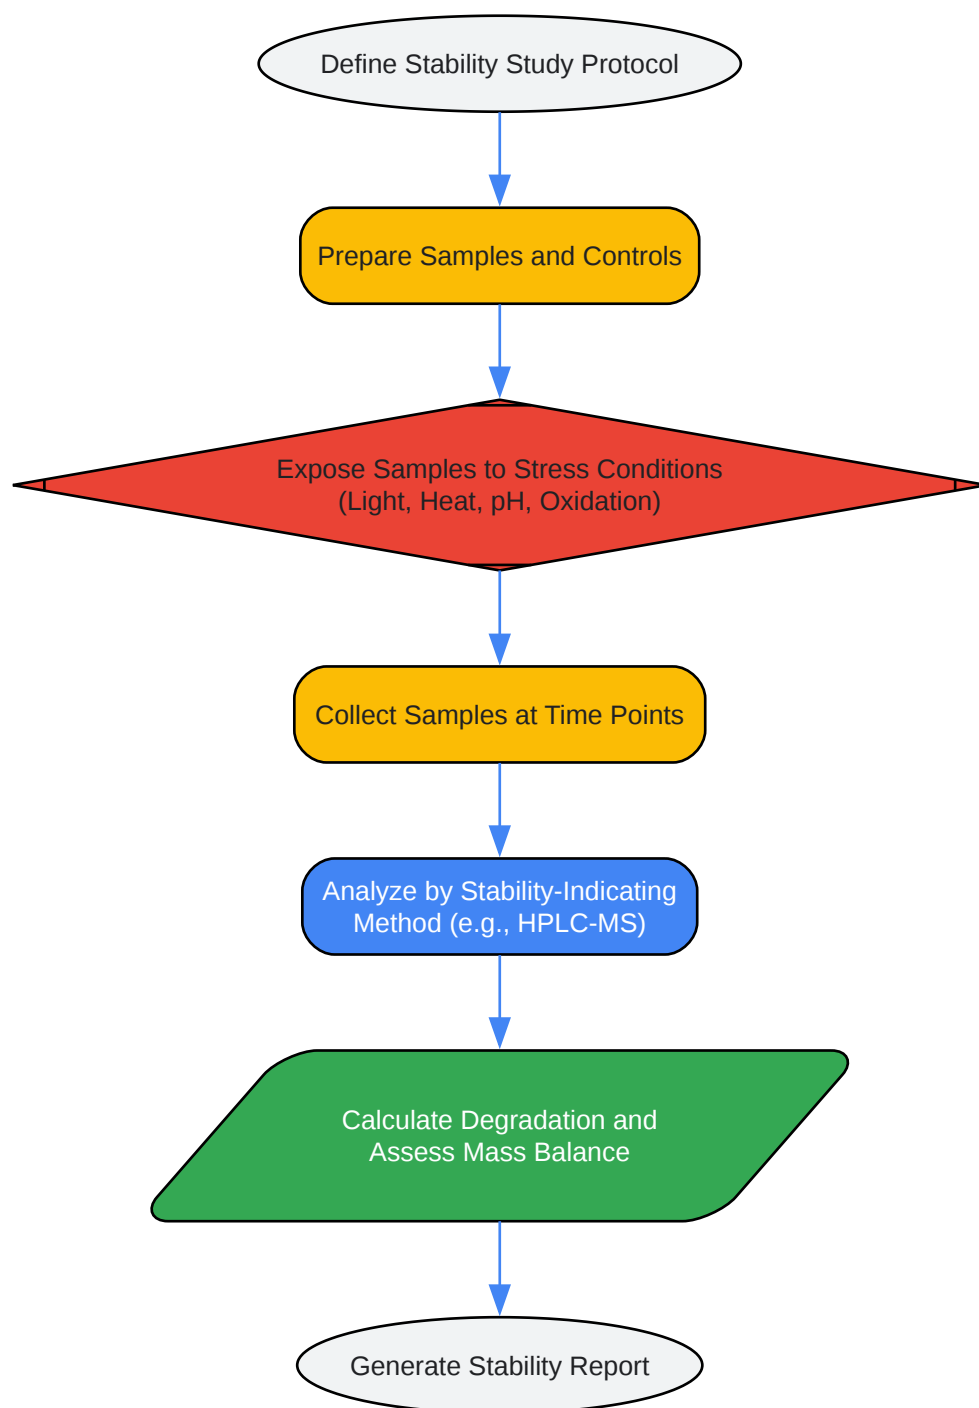 Define Stability Study Protocol
Prepare Samples and Controls
Expose Samples to Stress Conditions
(Light, Heat, pH, Oxidation)
Collect Samples at Time Points
Analyze by Stability-Indicating
Method (e.g., HPLC-MS)
Calculate Degradation and
Assess Mass Balance
Generate Stability Report